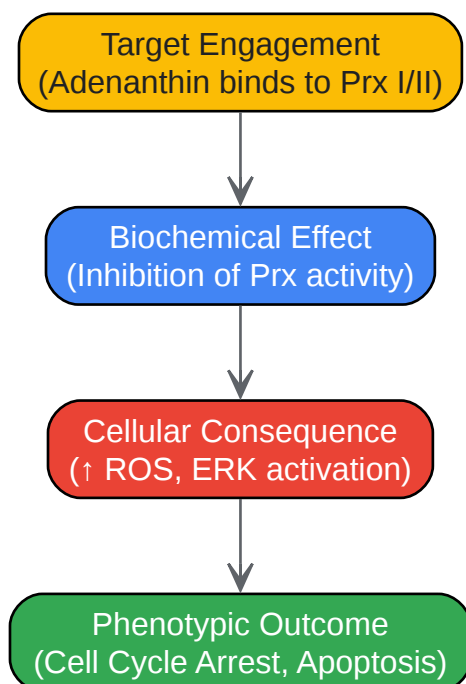 Target Engagement
(Adenanthin binds to Prx I/II)
Biochemical Effect
(Inhibition of Prx activity)
Cellular Consequence
(↑ ROS, ERK activation)
Phenotypic Outcome
(Cell Cycle Arrest, Apoptosis)